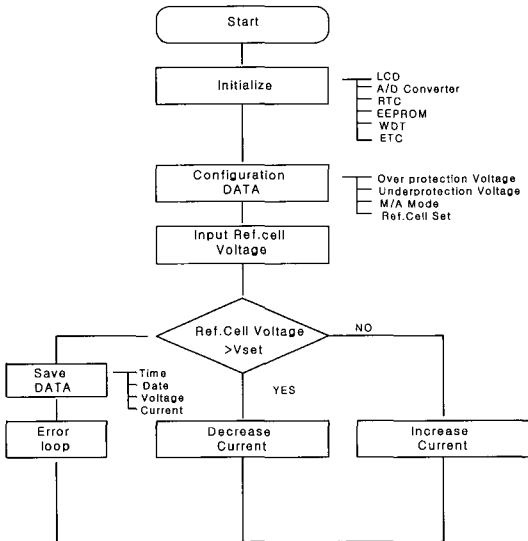 Start
Initialize
LCD
A/D Converter
RTC
EEPROM
WDT
ETC
Configuration
DATA
Over protection Voltage
Underprotection Voltage
M/A Mode
Ref.Cell Set
Input Ref.cell
Voltage
Ref.Cell Voltage
>Vset
NO
YES
Save
DATA
Time
Date
Voltage
Current
Error
loop
Decrease
Current
Increase
Current